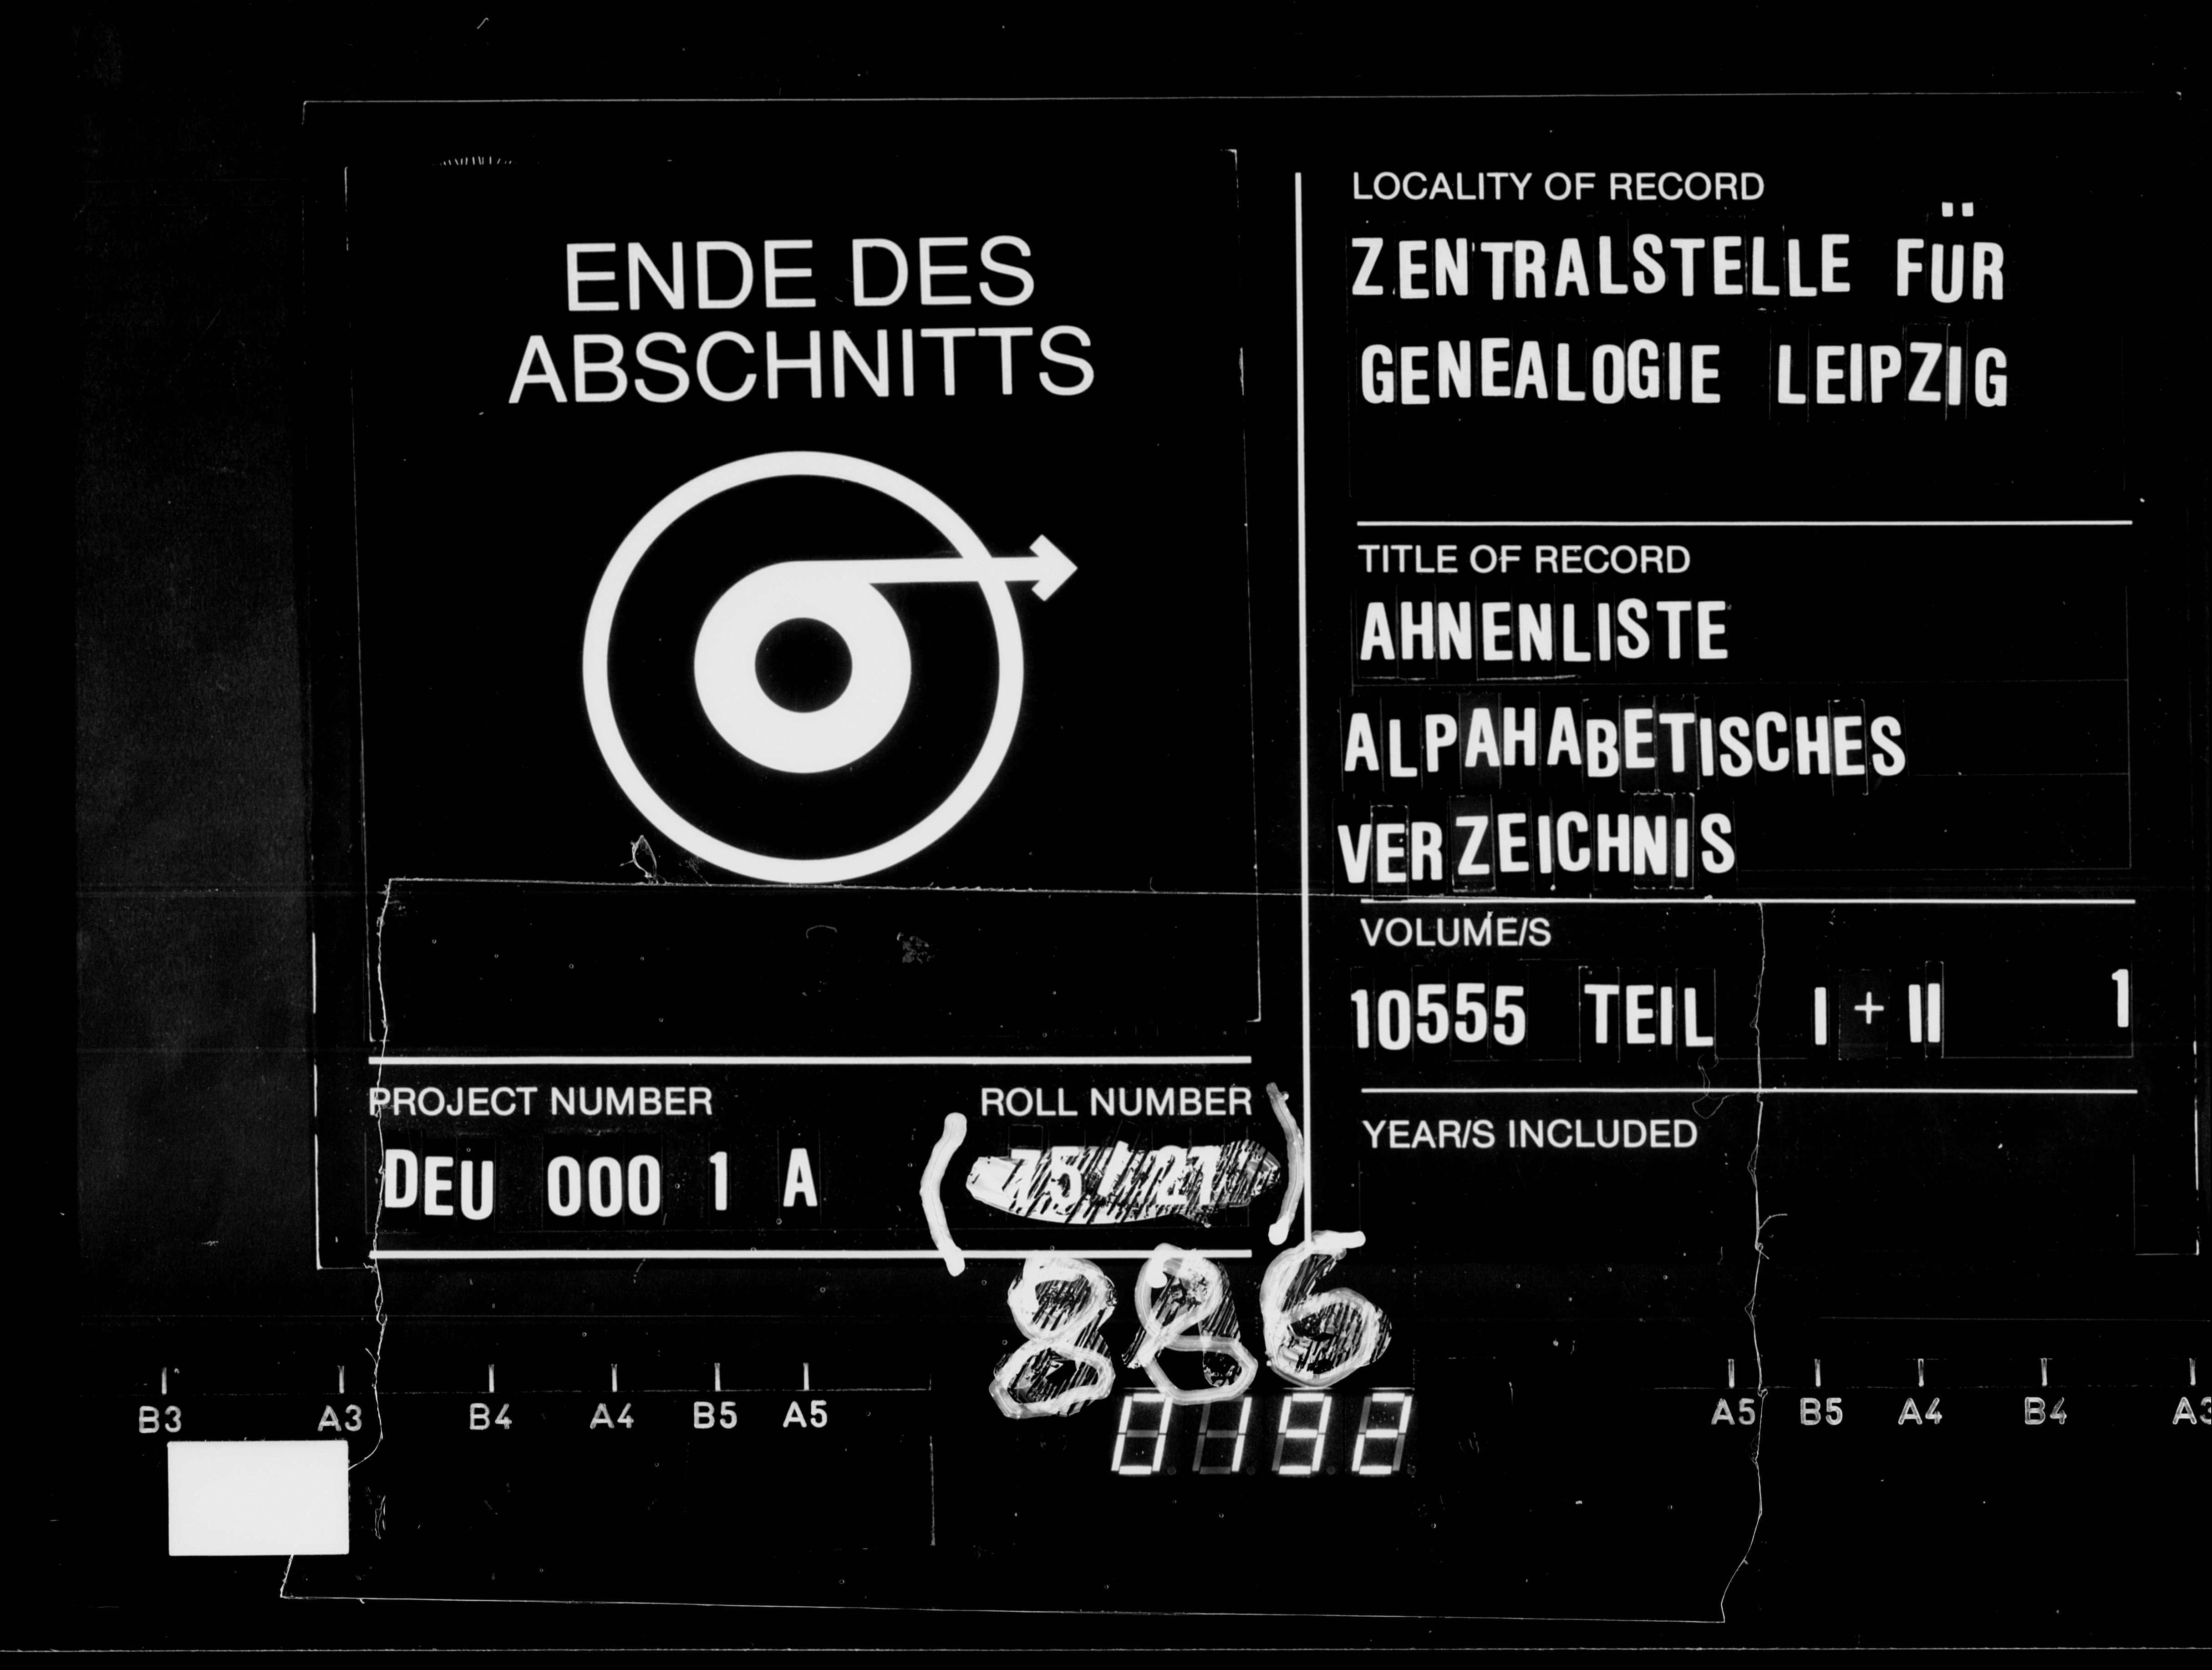 ENDE DES
ABSCHNITTS
PROJECT NUMBER
DEU 000 1 A
ROLL NUMBER
886
LOCALITY OF RECORD
ZENTRALSTELLE FÜR
GENEALOGIE LEIPZIG
TITLE OF RECORD
AHNENLISTE
ALPAHABETISCHES
VERZEICHNIS
VOLUME/S
10555 TEIL I + II 1
YEAR/S INCLUDED
B3 A3 B4 A4 B5 A5 A5 B5 A4 B4 A3
0192